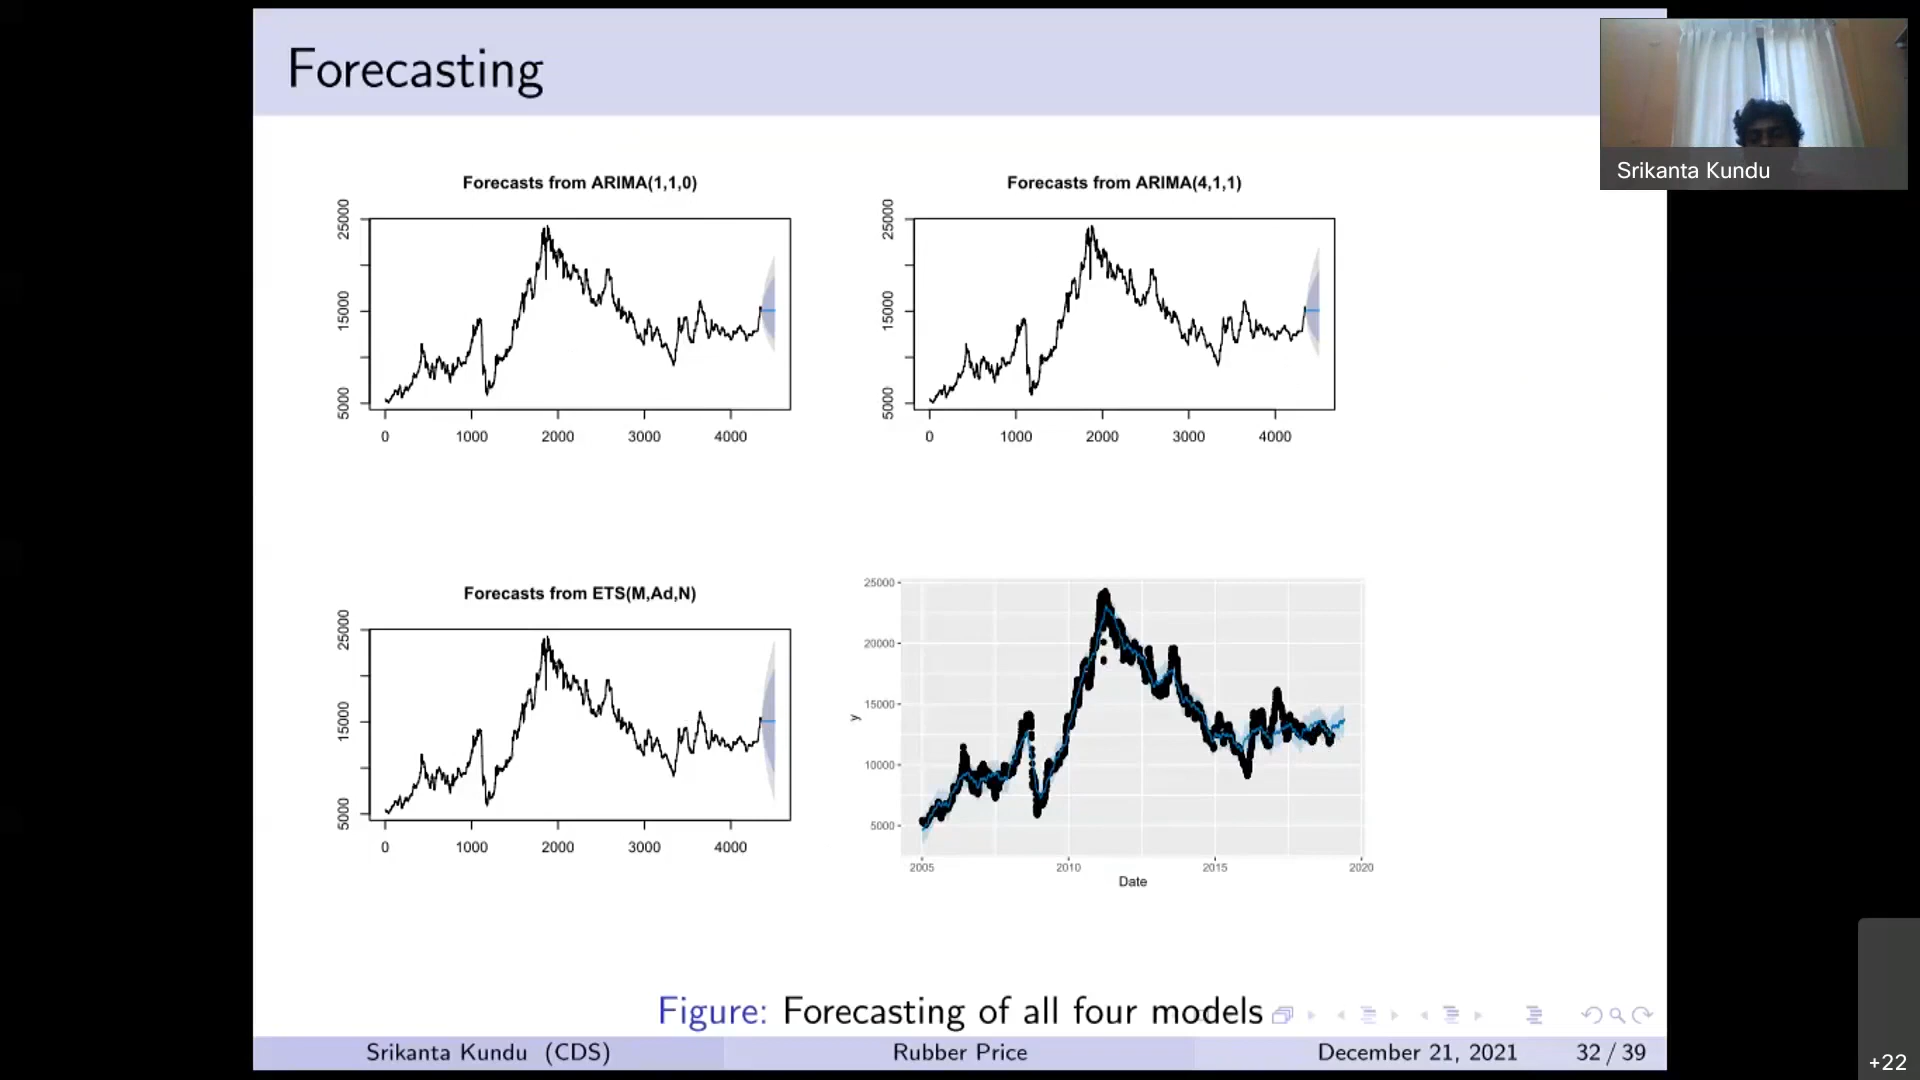 Forecasting
Srikanta Kundu
Forecasts from ARIMA(1,1,0)
25000
15000
5000
0 1000 2000 3000 4000
Forecasts from ARIMA(4,1,1)
25000
15000
5000
0 1000 2000 3000 4000
Forecasts from ETS(M,Ad,N)
25000
15000
5000
0 1000 2000 3000 4000
25000
20000
15000
10000
5000
y
2005 2010 2015 2020
Date
Figure: Forecasting of all four models
Srikanta Kundu (CDS) Rubber Price December 21, 2021 32 / 39
+22